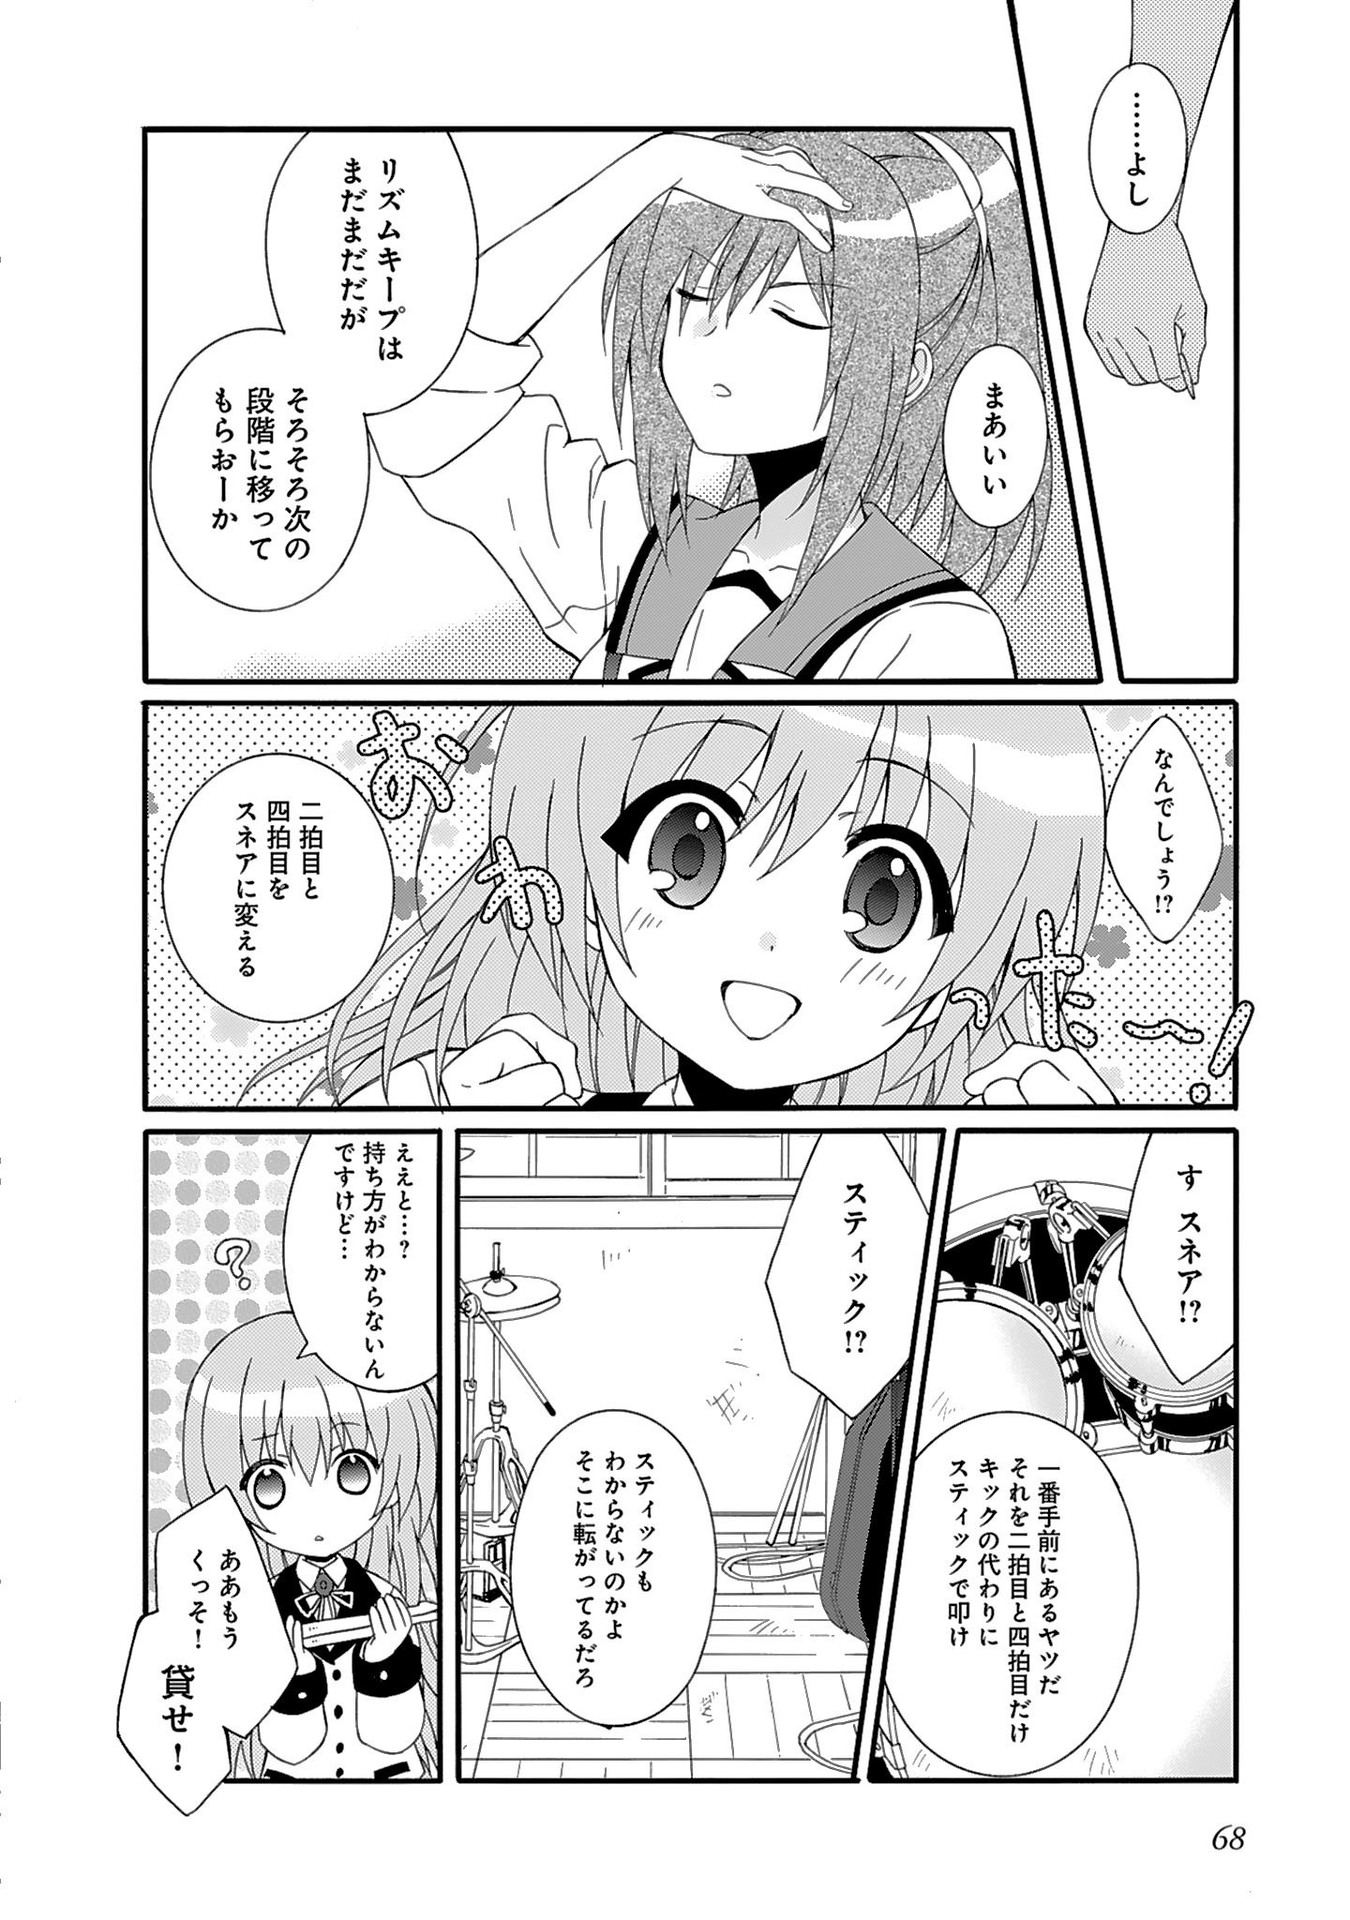 ……よし
まあいい
リズムキープは
まだまだだが
そろそろ次の
段階に移って
もらおーか
なんでしょう!?
あわったー!
二拍目と
四拍目を
スネアに変える
す スネア!?
一番手前にあるヤツだ
それを二拍目と四拍目だけ
キックの代わりに
スティックで叩け
スティック!?
スティックも
わからないのかよ
そこに転がってるだろ
ええと…?
持ち方がわからないん
ですけど…
?
ああもう
くっそ!
貸せ!
68